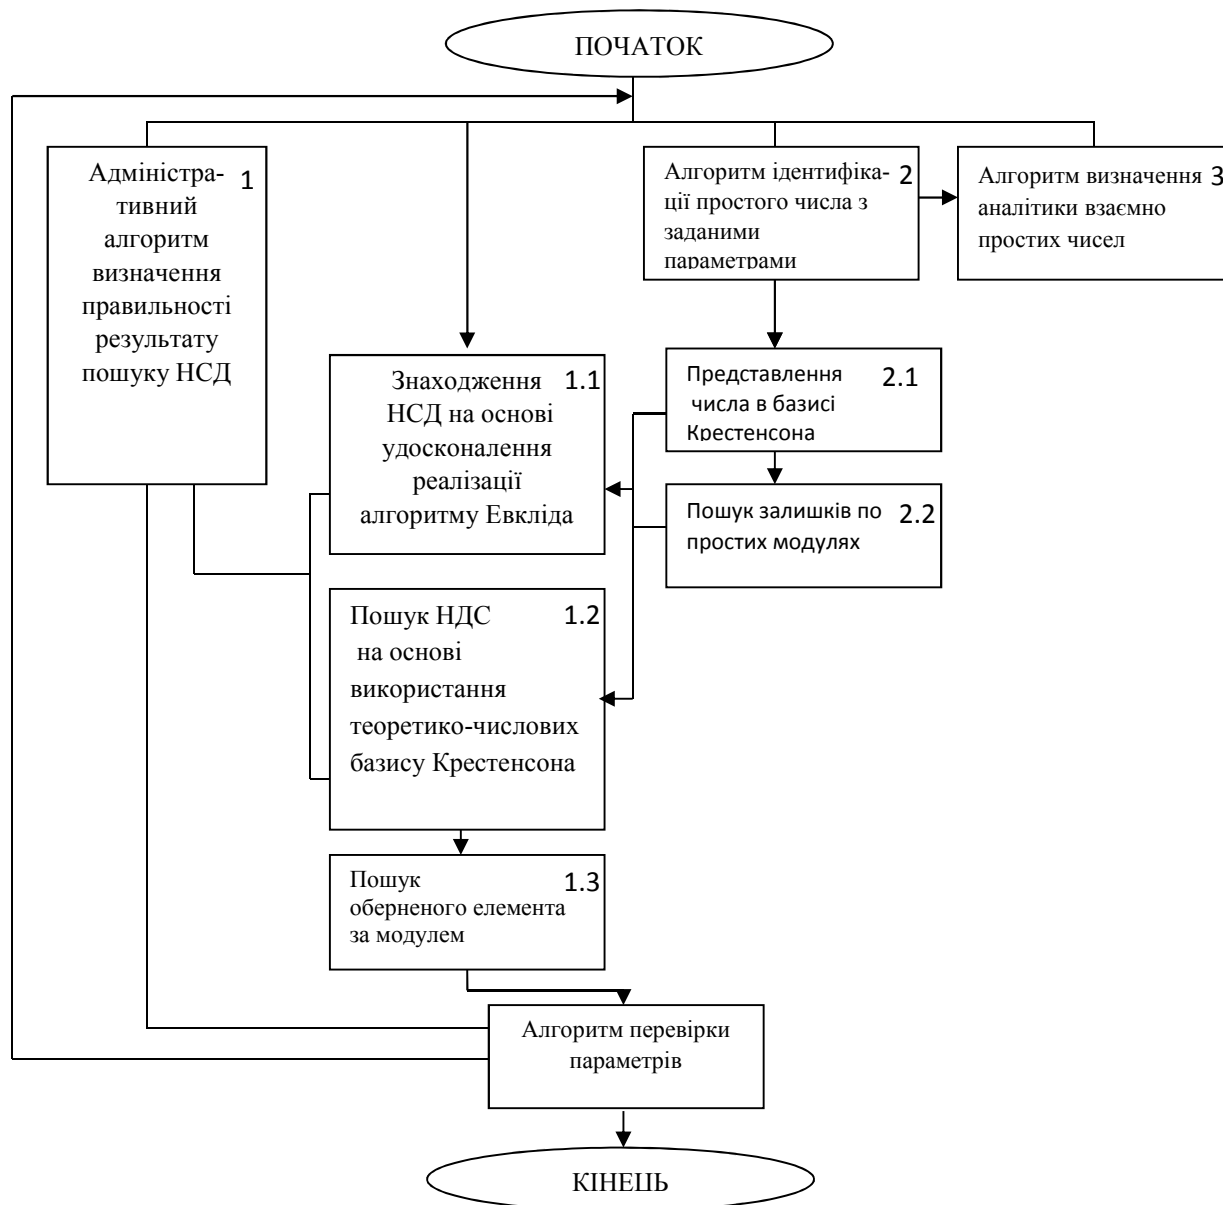 ПОЧАТОК
Адміністра- 1
тивний
алгоритм
визначення
правильності
результату
пошуку НСД
Алгоритм ідентифіка- 2
ції простого числа з
заданими
параметрами
Алгоритм визначення 3
аналітики взаємно
простих чисел
Знаходження 1.1
НСД на основі
удосконалення
реалізації
алгоритму Евкліда
Представлення 2.1
числа в базисі
Крестенсона
Пошук залишків по 2.2
простих модулях
Пошук НДС 1.2
на основі
використання
теоретико-числових
базису Крестенсона
Пошук 1.3
оберненого елемента
за модулем
Алгоритм перевірки
параметрів
КІНЕЦЬ